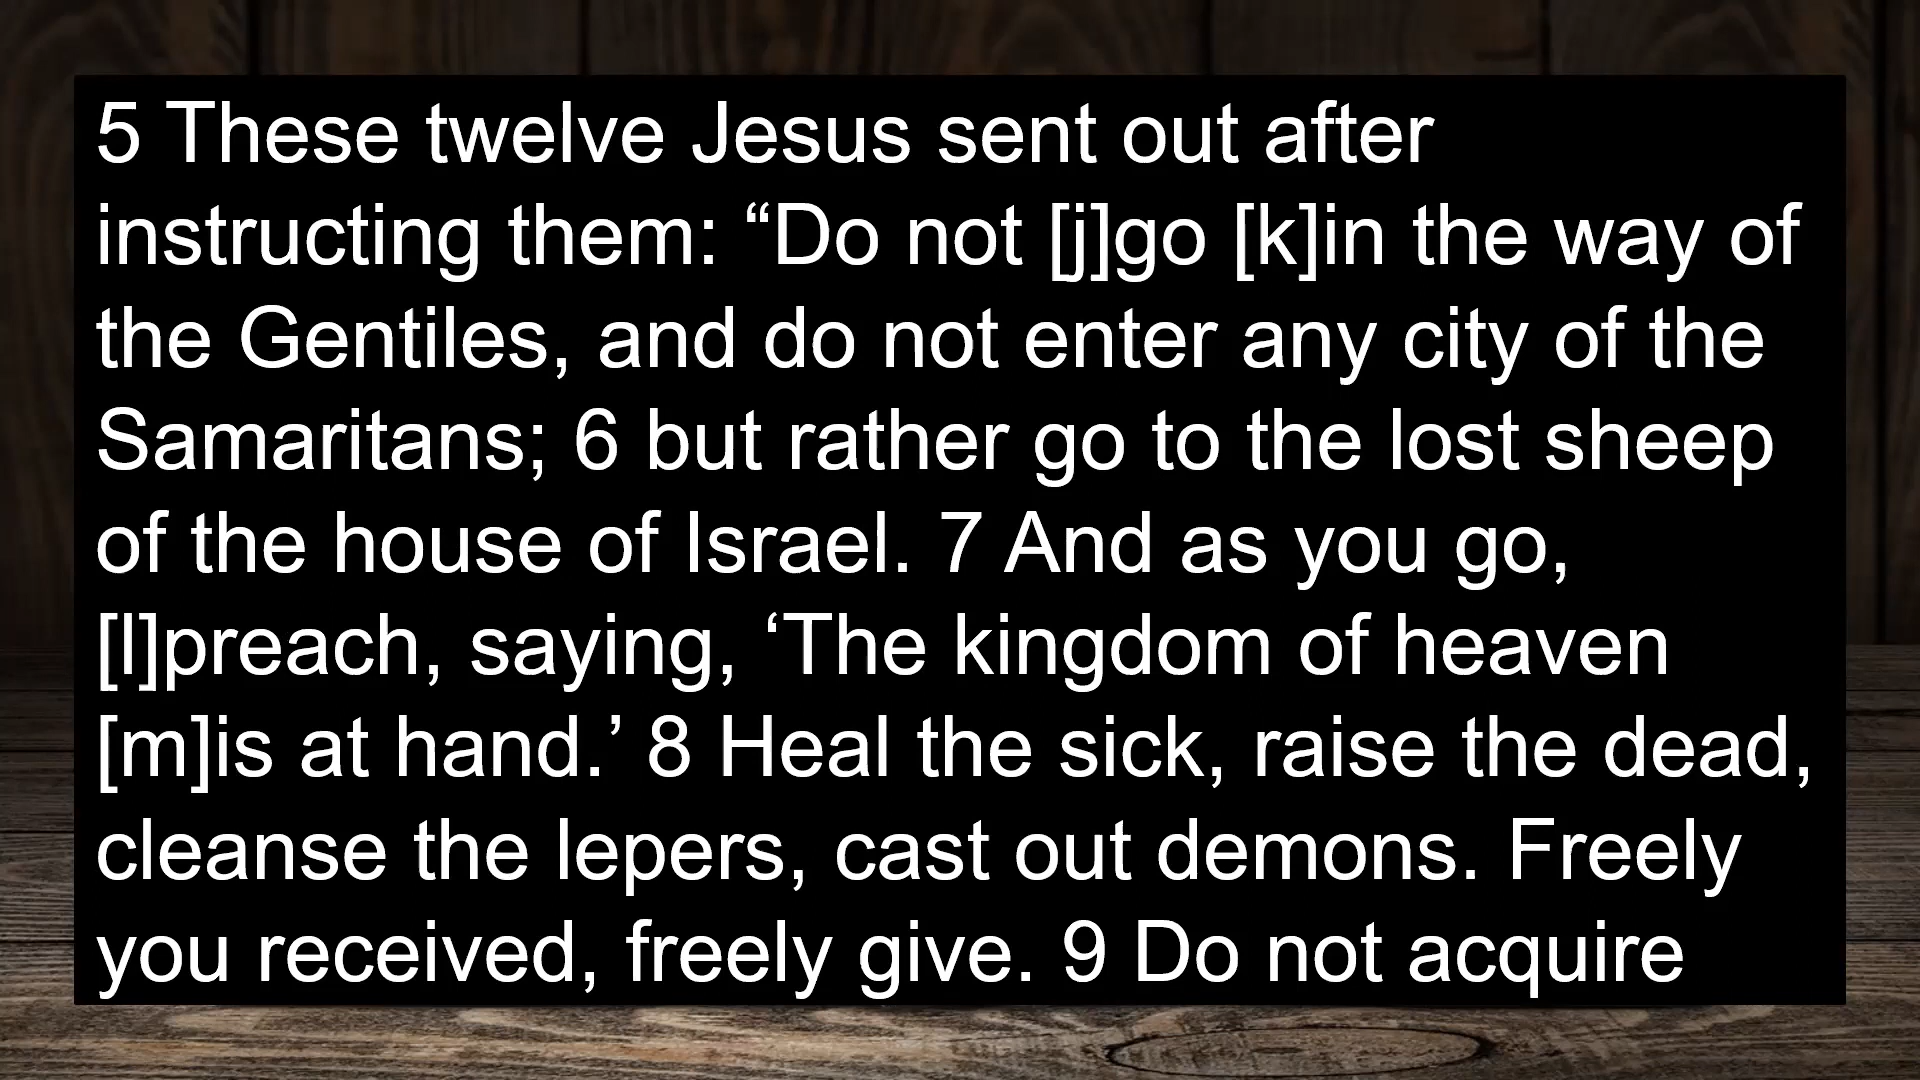 5 These twelve Jesus sent out after
instructing them: “Do not [j]go [k]in the way of
the Gentiles, and do not enter any city of the
Samaritans; 6 but rather go to the lost sheep
of the house of Israel. 7 And as you go,
[l]preach, saying, ‘The kingdom of heaven
[m]is at hand.’ 8 Heal the sick, raise the dead,
cleanse the lepers, cast out demons. Freely
you received, freely give. 9 Do not acquire